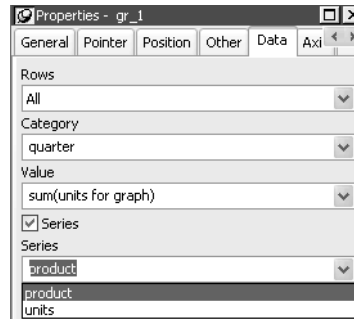 Properties - gr_1
General Pointer Position Other Data Axi
Rows
All
Category
quarter
Value
sum(units for graph)
Series
Series
product
product
units